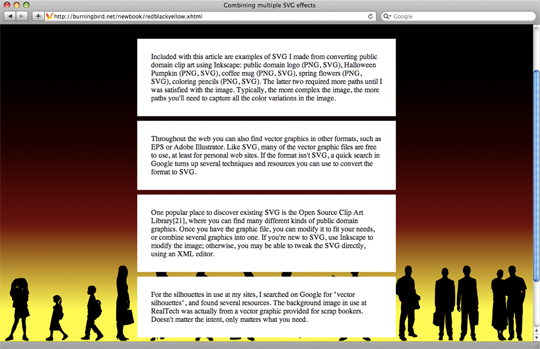 Combining multiple SVG effects
http://burningbird.net/newbook/redblackyellow.xhtml
Google
Included with this article are examples of SVG I made from converting public
domain clip art using Inkscape: public domain logo (PNG, SVG), Halloween
Pumpkin (PNG, SVG), coffee mug (PNG, SVG), spring flowers (PNG,
SVG), coloring pencils (PNG, SVG). The latter two required more paths until I
was satisfied with the image. Typically, the more complex the image, the more
paths you'll need to capture all the color variations in the image.
Throughout the web you can also find vector graphics in other formats, such as
EPS or Adobe Illustrator. Like SVG, many of the vector graphic files are free
to use, at least for personal web sites. If the format isn't SVG, a quick search in
Google turns up several techniques and resources you can use to convert the
format to SVG.
One popular place to discover existing SVG is the Open Source Clip Art
Library[21], where you can find many different kinds of public domain
graphics. Once you have the graphic file, you can modify it to fit your needs,
or combine several graphics into one. If you're new to SVG, use Inkscape to
modify the image; otherwise, you may be able to tweak the SVG directly,
using an XML editor.
For the silhouettes in use at my sites, I searched on Google for "vector
silhouettes", and found several resources. The background image in use at
RealTech was actually from a vector graphic provided for scrap bookers.
Doesn't matter the intent, only matters what you need.